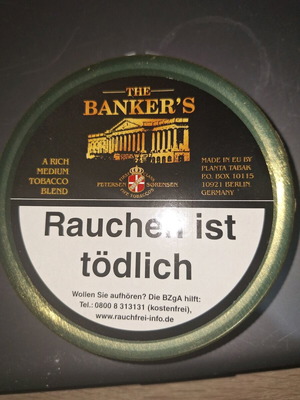 THE
BANKER'S
A RICH
MEDIUM
TOBACCO
BLEND
PETERSEN SØRENSEN
MADE IN EU BY
PLANTA TABAK
P.O. BOX 10115
10921 BERLIN
GERMANY
Rauchen ist
tödlich
Wollen Sie aufhören? Die BZgA hilft:
Tel.: 0800 8 313131 (kostenfrei),
www.rauchfrei-info.de